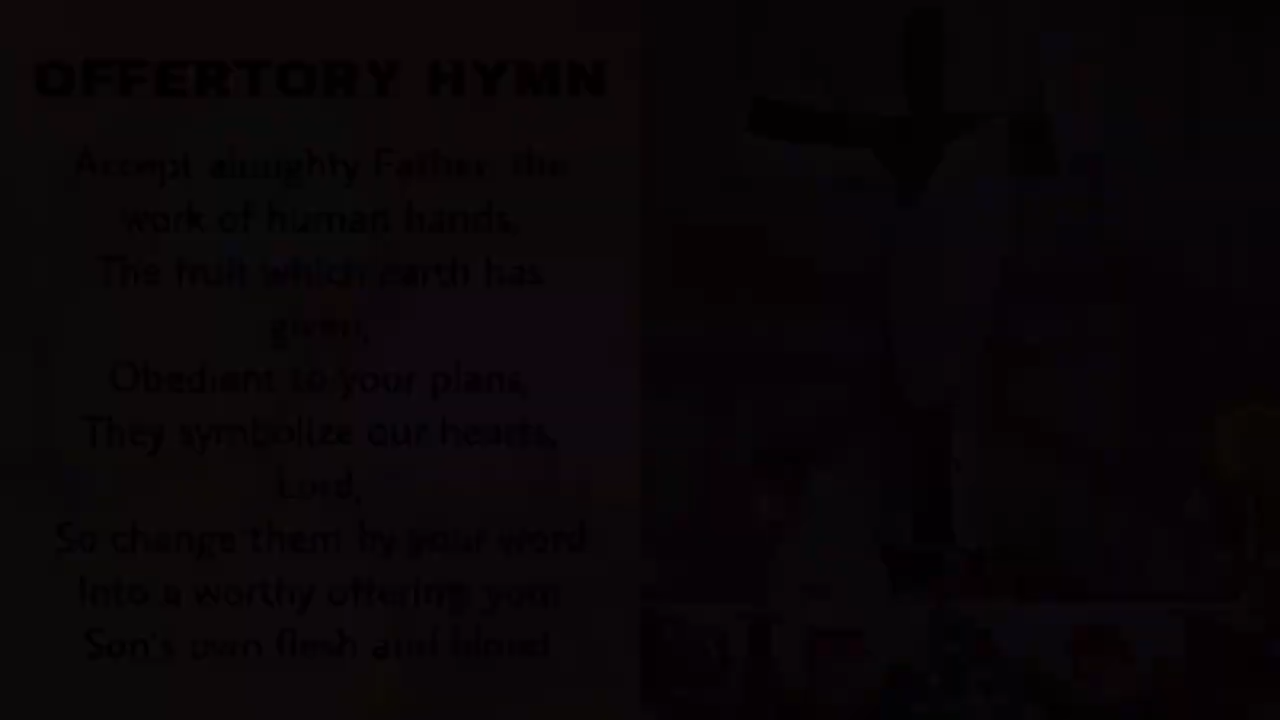 OFFERTORY HYMN
Accept almighty Father, the
work of human hands,
The fruit which earth has
given,
Obedient to your plans,
They symbolize our hearts,
Lord,
So change them by your word
Into a worthy offering your
Son's own flesh and blood